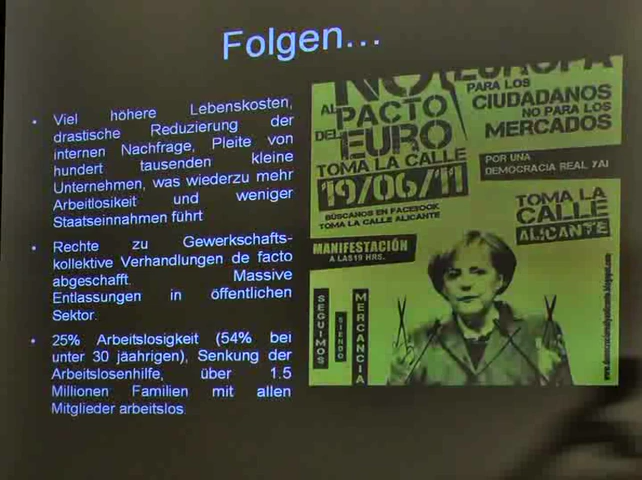 Folgen...
Viel höhere Lebenskosten,
drastische Reduzierung der
internen Nachfrage, Pleite von
hundert tausenden kleine
Unternehmen, was wiederzu mehr
Arbeitlosikeit und weniger
Staatseinnahmen führt
Rechte zu Gewerkschafts-
kollektive Verhandlungen de facto
abgeschafft. Massive
Entlassungen in öffentlichen
Sektor.
25% Arbeitslosigkeit (54% bei
unter 30 jäahrigen), Senkung der
Arbeitslosenhilfe, über 1.5
Millionen Familien mit allen
Mitglieder arbeitlos
NO
AL PACTO
DEL EURO
TOMA LA CALLE
19/06/11
BÚSCANOS EN FACEBOOK
TOMA LA CALLE ALICANTE
MANIFESTACIÓN
A LAS19 HRS.
EUROPA
PARA LOS
CIUDADANOS
NO PARA LOS
MERCADOS
POR UNA
DEMOCRACIA REAL YA!
TOMA LA
CALLE
ALICANTE
SEGUIMOS
SIENDO
MERCANCIA